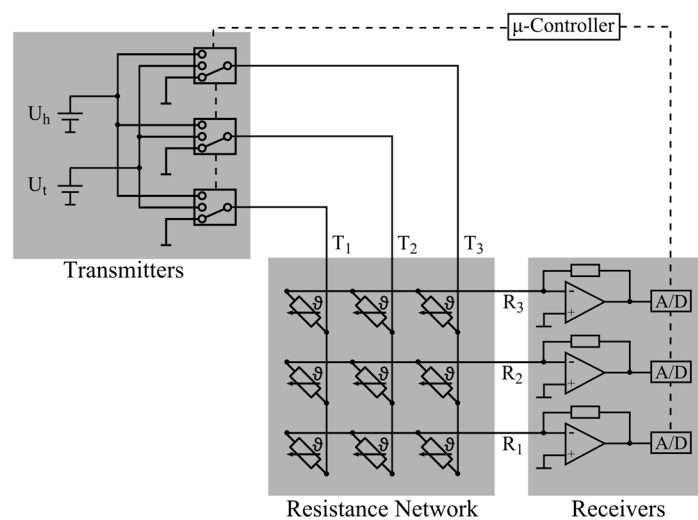 μ-Controller
Uh
Ut
Transmitters
T1 T2 T3
ϑ ϑ ϑ
R3
- +
A/D
ϑ ϑ ϑ
R2
- +
A/D
ϑ ϑ ϑ
R1
- +
A/D
Resistance Network
Receivers